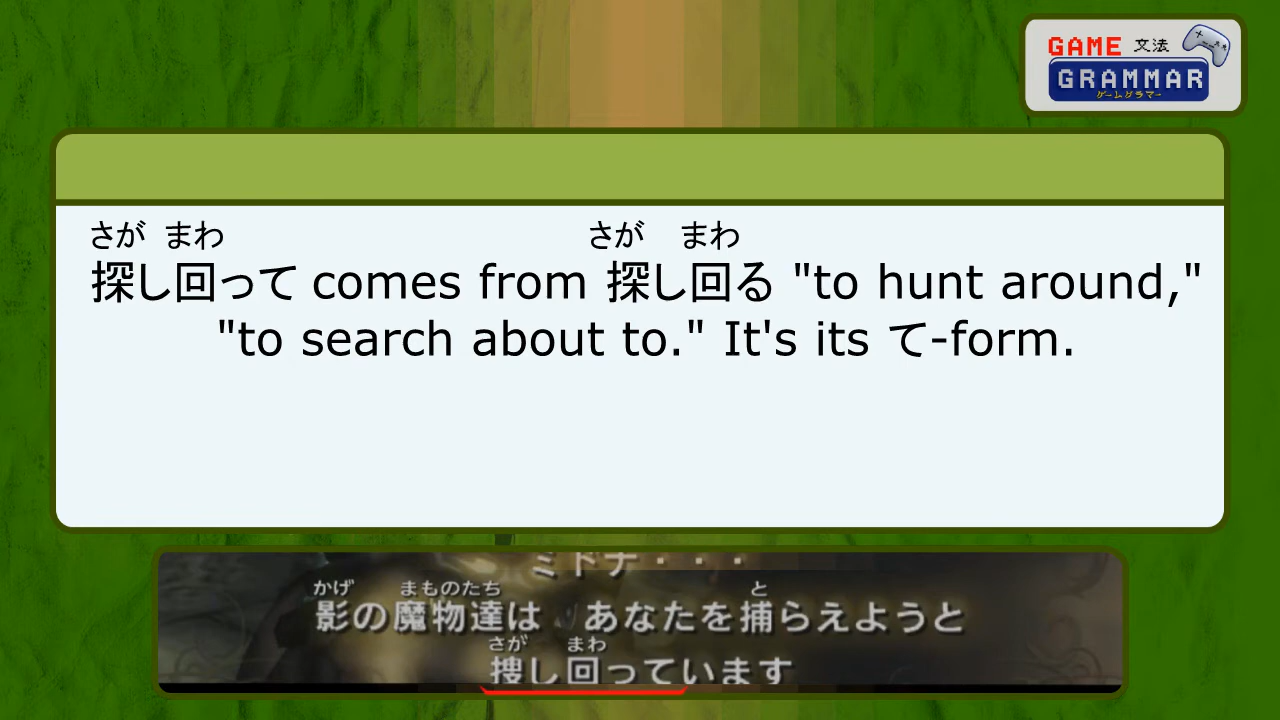 GAME 文法
GRAMMAR
ゲームグラマー
さが まわ さが まわ
探し回って comes from 探し回る "to hunt around,"
"to search about to." It's its て-form.
ミドナ・・・
かげ まものたち と
影の魔物達は あなたを捕らえようと
さが まわ
捜し回っています